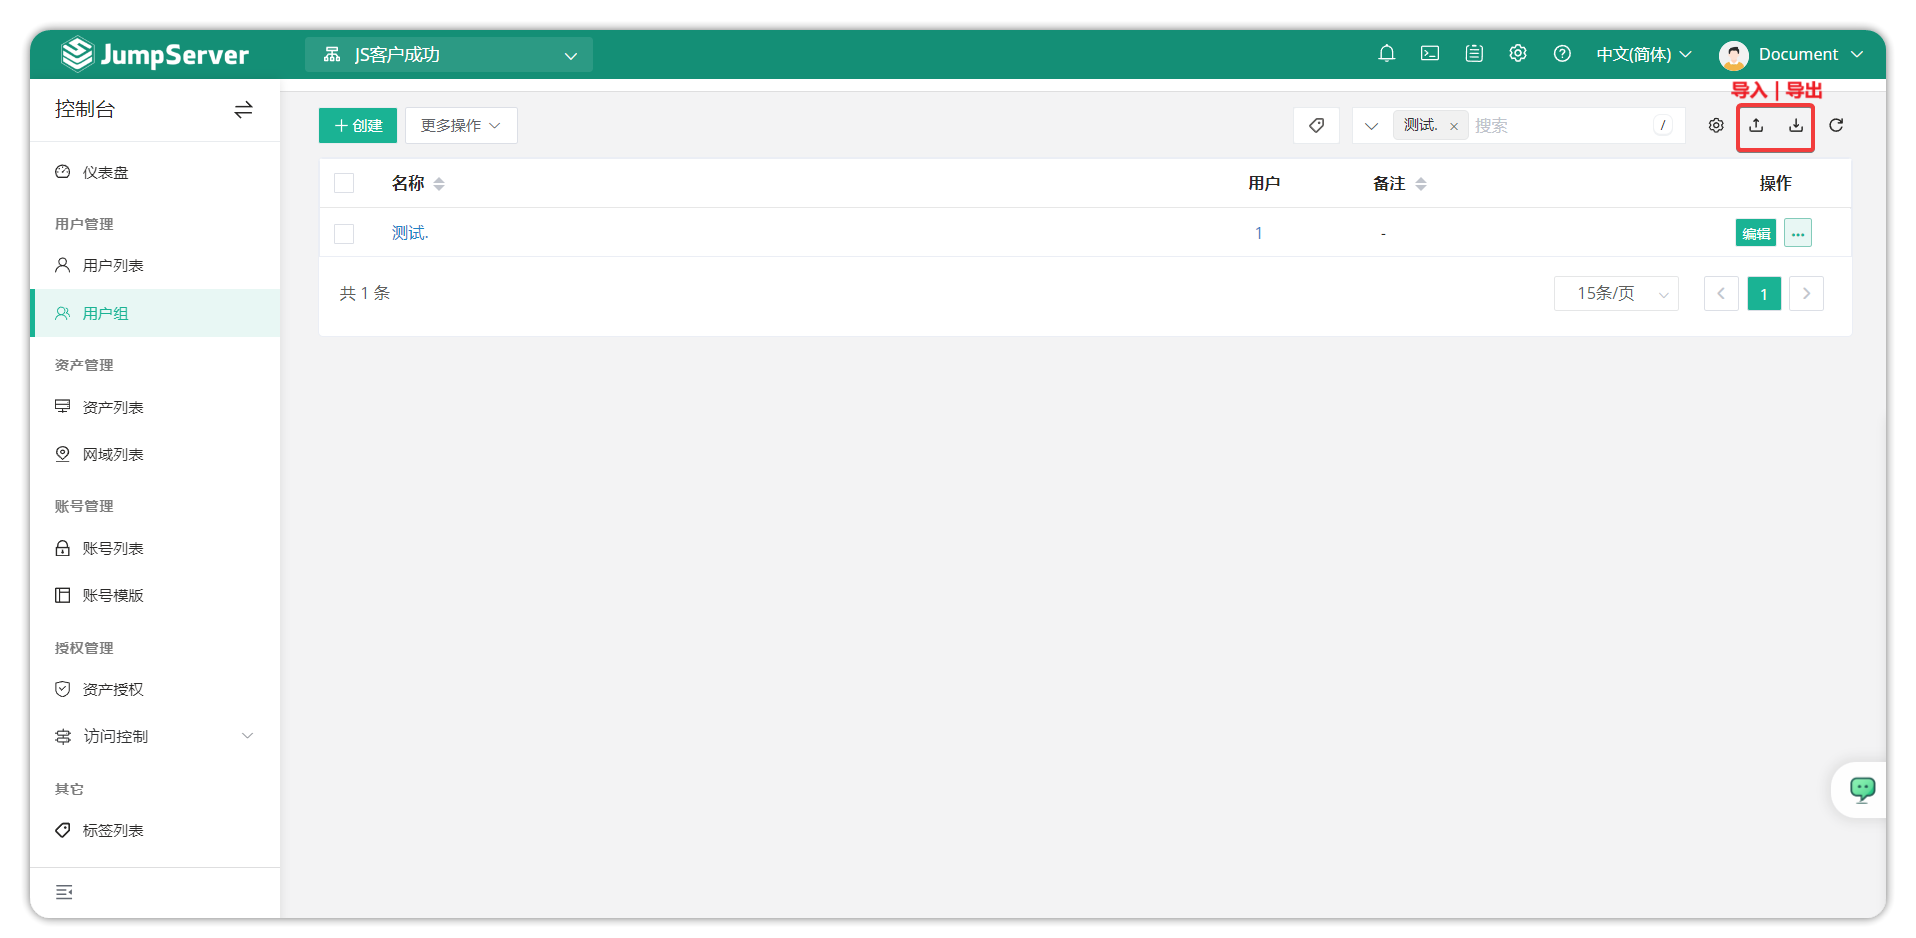 JumpServer
JS客户成功
中文(简体)
Document
导入 | 导出
控制台
创建
更多操作
测试. ×
搜索
/
仪表盘
用户管理
用户列表
用户组
资产管理
资产列表
网域列表
账号管理
账号列表
账号模版
授权管理
资产授权
访问控制
其它
标签列表
名称 用户 备注 操作
测试. 1 - 编辑 ...
共 1 条
15条/页
1